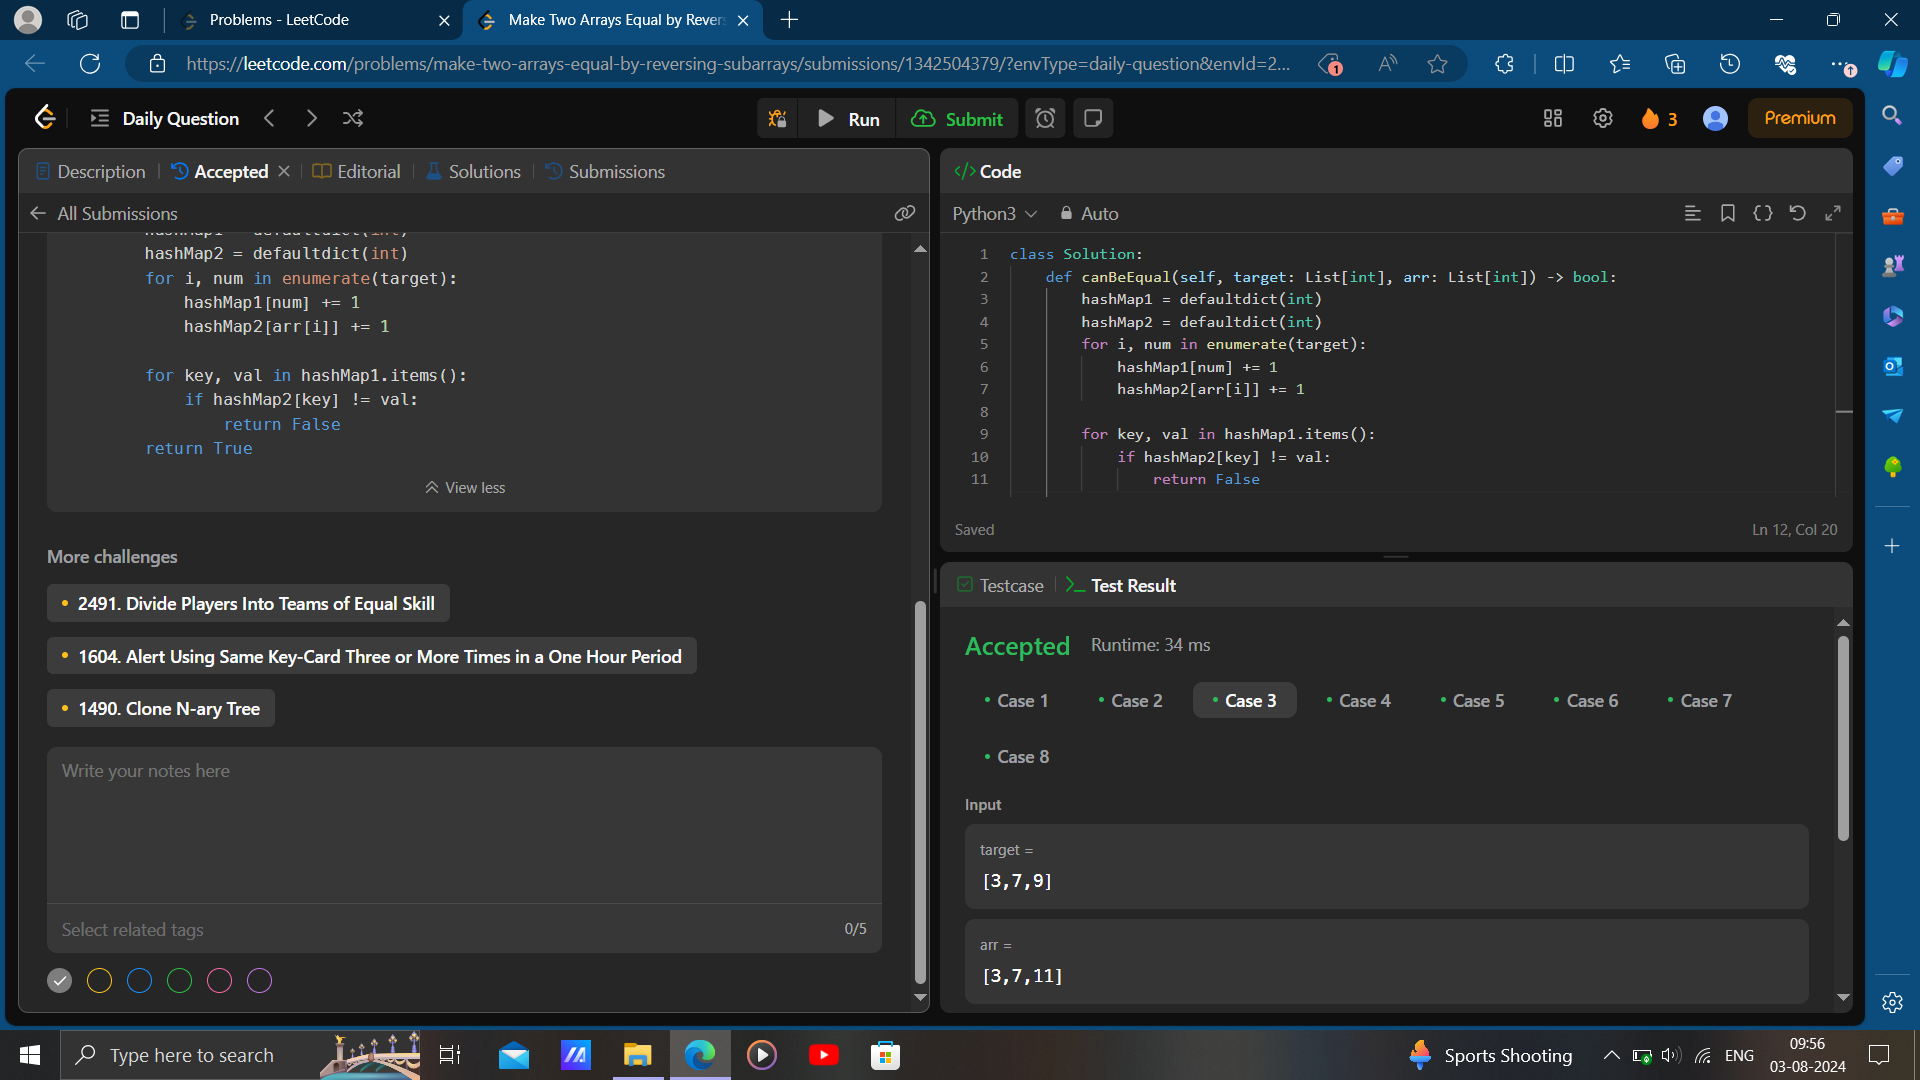 Problems - LeetCode
Make Two Arrays Equal by Revers
https://leetcode.com/problems/make-two-arrays-equal-by-reversing-subarrays/submissions/1342504379/?envType=daily-question&envId=2...
1
Daily Question
Run
Submit
3
Premium
Description
Accepted
Editorial
Solutions
Submissions
All Submissions
hashMap1 = defaultdict(int)
hashMap2 = defaultdict(int)
for i, num in enumerate(target):
hashMap1[num] += 1
hashMap2[arr[i]] += 1
for key, val in hashMap1.items():
if hashMap2[key] != val:
return False
return True
View less
More challenges
2491. Divide Players Into Teams of Equal Skill
1604. Alert Using Same Key-Card Three or More Times in a One Hour Period
1490. Clone N-ary Tree
Write your notes here
Select related tags
0/5
</> Code
Python3
Auto
1 class Solution:
2 def canBeEqual(self, target: List[int], arr: List[int]) -> bool:
3 hashMap1 = defaultdict(int)
4 hashMap2 = defaultdict(int)
5 for i, num in enumerate(target):
6 hashMap1[num] += 1
7 hashMap2[arr[i]] += 1
8
9 for key, val in hashMap1.items():
10 if hashMap2[key] != val:
11 return False
Saved
Ln 12, Col 20
Testcase
Test Result
Accepted
Runtime: 34 ms
Case 1
Case 2
Case 3
Case 4
Case 5
Case 6
Case 7
Case 8
Input
target =
[3,7,9]
arr =
[3,7,11]
Type here to search
Sports Shooting
ENG
09:56
03-08-2024